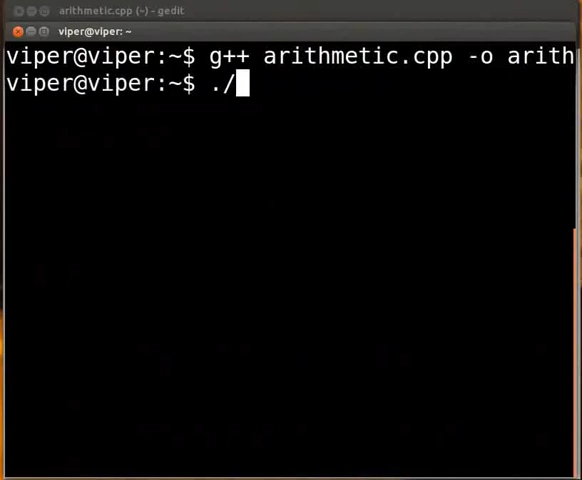 arithmetic.cpp (~) - gedit
viper@viper: ~
viper@viper:~$ g++ arithmetic.cpp -o arith
viper@viper:~$ ./